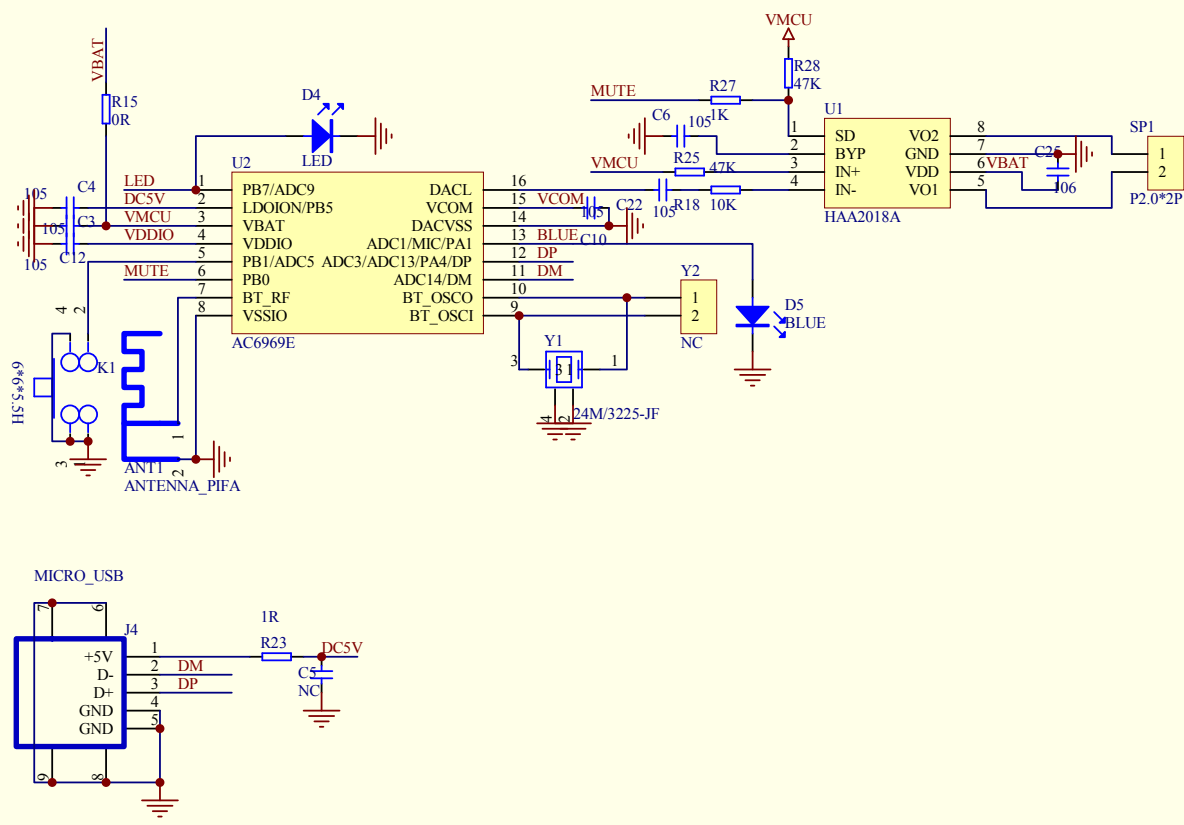 VMCU
VBAT
R28
47K
R27
MUTE
1K
D4
R15
0R
C6
105
U1
1
SD
VO2
8
SP1
LED
2
BYP
GND
7
C25
1
U2
R25
47K
VMCU
3
IN+
VDD
6
VBAT
2
LED
1
PB7/ADC9
DACL
16
4
IN-
VO1
5
106
105
C4
DC5V
2
LDOION/PB5
VCOM
15
VCOM
105
C22
105
R18
10K
HAA2018A
P2.0*2P
C3
VMCU
3
VBAT
DACVSS
14
105
VDDIO
4
VDDIO
ADC1/MIC/PA1
13
BLUE
C10
105
C12
5
PB1/ADC5
ADC3/ADC13/PA4/DP
12
DP
MUTE
6
PB0
ADC14/DM
11
DM
Y2
7
BT_RF
BT_OSCO
10
1
4
2
8
VSSIO
BT_OSCI
9
2
D5
BLUE
AC6969E
Y1
NC
K1
3
3
1
1
6*6*5.5H
24M/3225-JF
4
2
1
3
2
ANT1
ANTENNA_PIFA
MICRO_USB
7
6
1R
J4
R23
DC5V
+5V
1
D-
2
DM
C5
D+
3
DP
NC
GND
4
GND
5
9
8